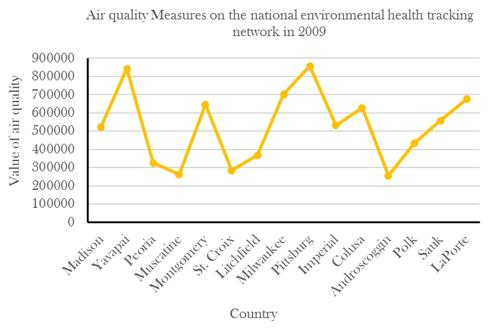 Air quality Measures on the national environmental health tracking
network in 2009
Value of air quality
900000
800000
700000
600000
500000
400000
300000
200000
100000
0
Madison
Yavapai
Peoria
Muscatine
Montgomery
St. Croix
Litchfield
Milwaukee
Pittsburg
Imperial
Colusa
Androscoggin
Polk
Sauk
LaPorte
Country